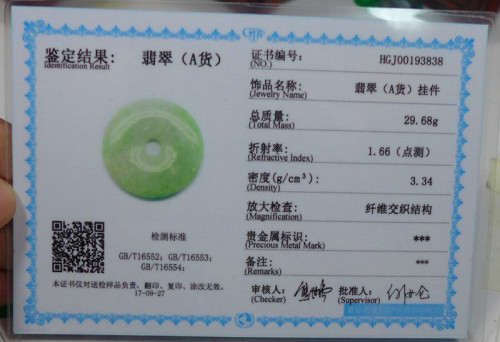 鉴定结果: 翡翠（A货）
Identification Result
证书编号: HGJ00193838
(NO.)
饰品名称: 翡翠（A货）挂件
(Jewelry Name)
总质量: 29.68g
(Total Mass)
折射率: 1.66（点测）
(Refractive Index)
密度(g/cm³): 3.34
(Density)
放大检查: 纤维交织结构
(Magnification)
贵金属标识: ***
(Precious Metal Mark)
备注: ***
(Remarks)
检测标准
GB/T16552; GB/T16553;
GB/T16554;
本证书仅对送检样品负责，翻印、复印、涂改无效。
17-09-27
审核人: 批准人:
(Checker) (Supervisor)